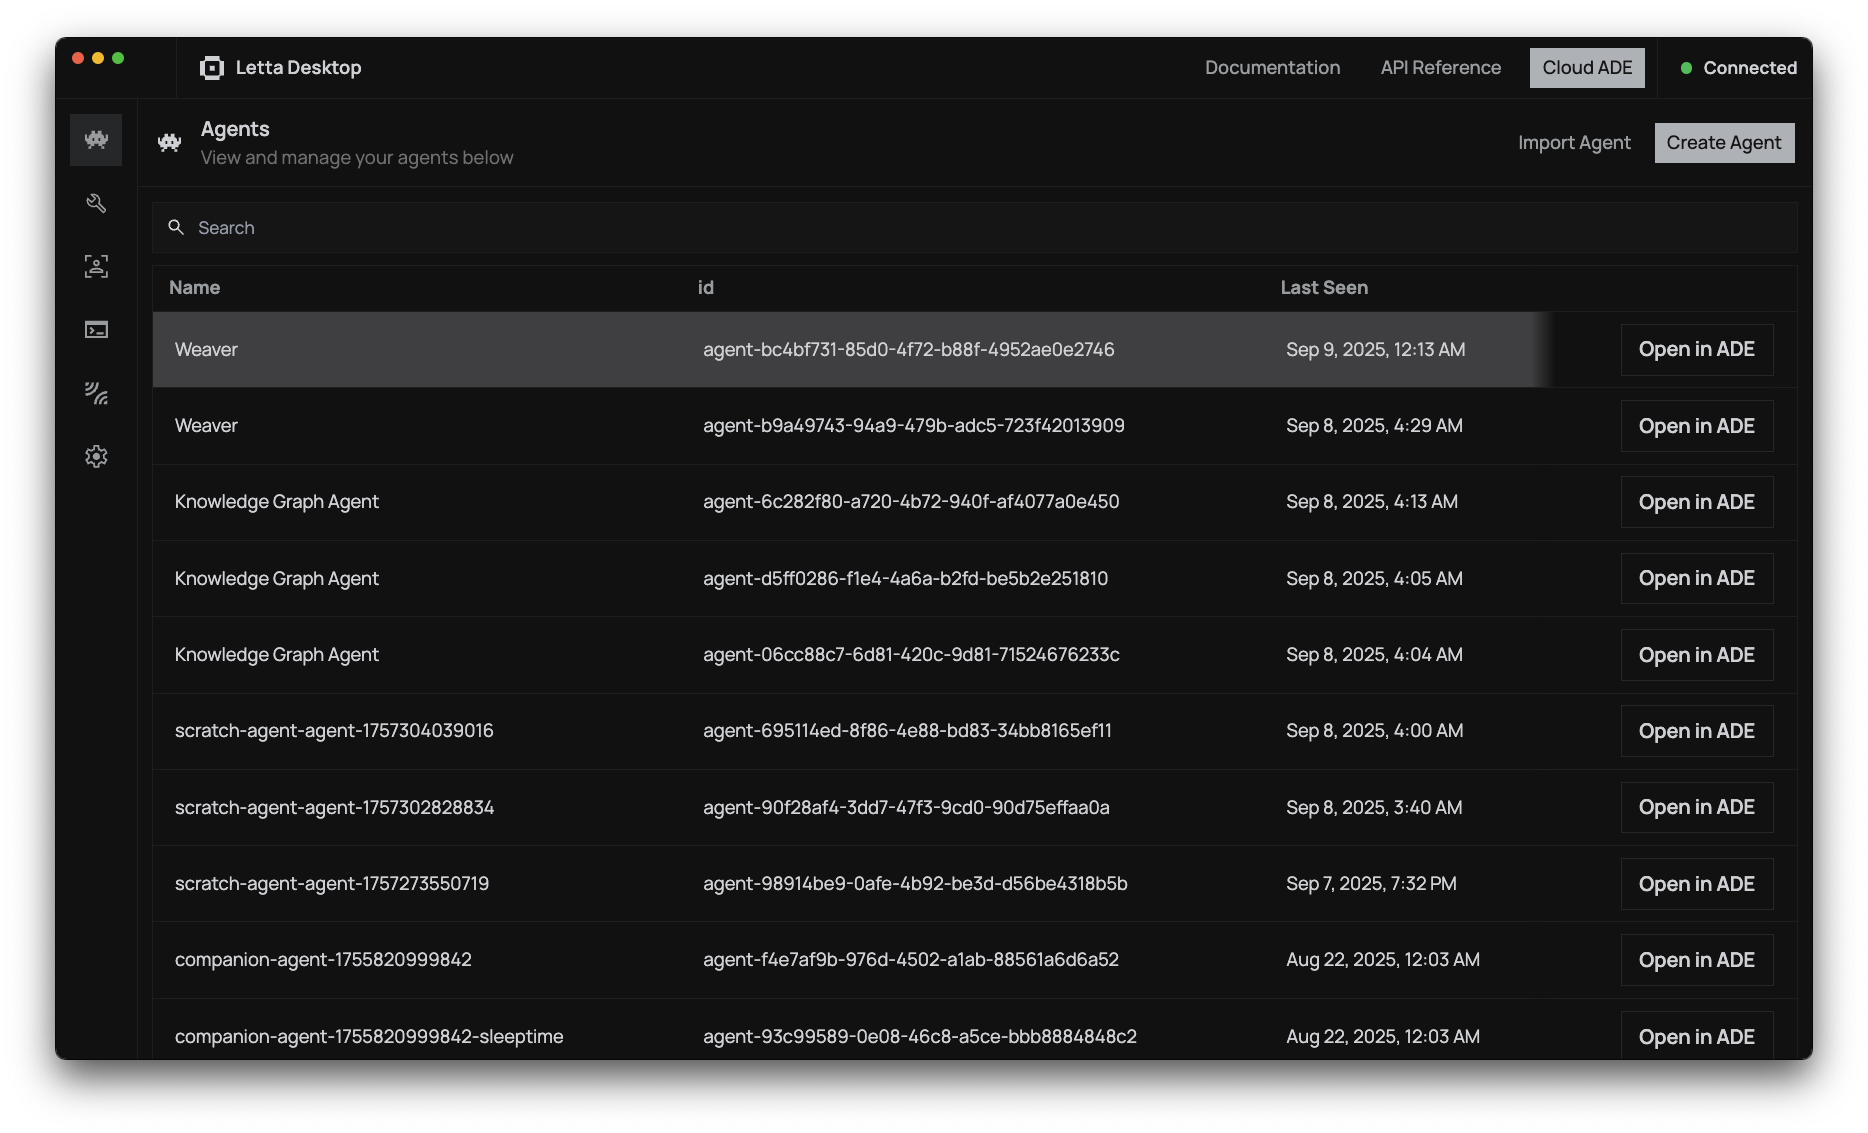 Letta Desktop
Documentation
API Reference
Cloud ADE
Connected
Agents
View and manage your agents below
Import Agent
Create Agent
Search
Name id Last Seen
Weaver agent-bc4bf731-85d0-4f72-b88f-4952ae0e2746 Sep 9, 2025, 12:13 AM Open in ADE
Weaver agent-b9a49743-94a9-479b-adc5-723f42013909 Sep 8, 2025, 4:29 AM Open in ADE
Knowledge Graph Agent agent-6c282f80-a720-4b72-940f-af4077a0e450 Sep 8, 2025, 4:13 AM Open in ADE
Knowledge Graph Agent agent-d5ff0286-f1e4-4a6a-b2fd-be5b2e251810 Sep 8, 2025, 4:05 AM Open in ADE
Knowledge Graph Agent agent-06cc88c7-6d81-420c-9d81-71524676233c Sep 8, 2025, 4:04 AM Open in ADE
scratch-agent-agent-1757304039016 agent-695114ed-8f86-4e88-bd83-34bb8165ef11 Sep 8, 2025, 4:00 AM Open in ADE
scratch-agent-agent-1757302828834 agent-90f28af4-3dd7-47f3-9cd0-90d75effaa0a Sep 8, 2025, 3:40 AM Open in ADE
scratch-agent-agent-1757273550719 agent-98914be9-0afe-4b92-be3d-d56be4318b5b Sep 7, 2025, 7:32 PM Open in ADE
companion-agent-1755820999842 agent-f4e7af9b-976d-4502-a1ab-88561a6d6a52 Aug 22, 2025, 12:03 AM Open in ADE
companion-agent-1755820999842-sleeptime agent-93c99589-0e08-46c8-a5ce-bbb8884848c2 Aug 22, 2025, 12:03 AM Open in ADE